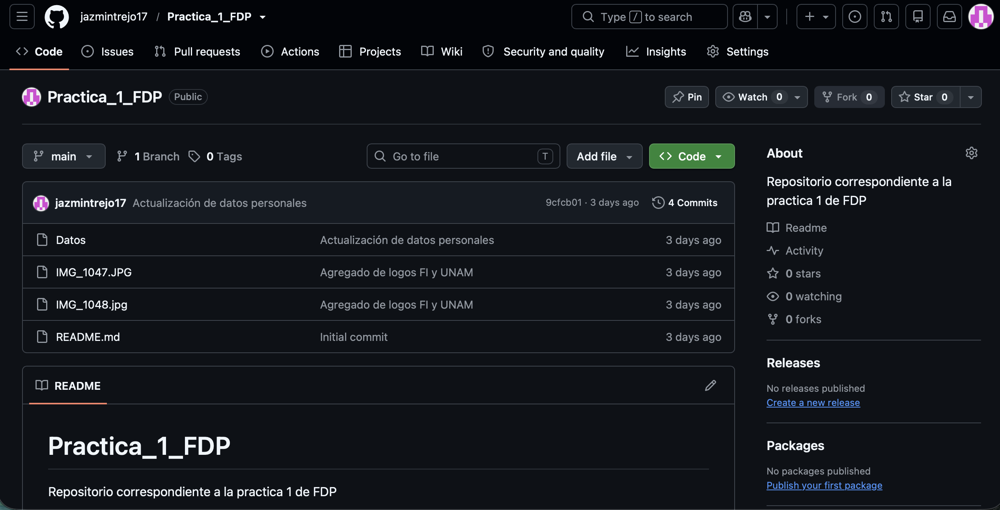 jazmintrejo17 / Practica_1_FDP
Type / to search
Code Issues Pull requests Actions Projects Wiki Security and quality Insights Settings
Practica_1_FDP Public
Pin Watch 0 Fork 0 Star 0
main 1 Branch 0 Tags
Go to file T Add file Code
jazmintrejo17 Actualización de datos personales 9cfcb01 · 3 days ago 4 Commits
Datos Actualización de datos personales 3 days ago
IMG_1047.JPG Agregado de logos FI y UNAM 3 days ago
IMG_1048.jpg Agregado de logos FI y UNAM 3 days ago
README.md Initial commit 3 days ago
README
Practica_1_FDP
Repositorio correspondiente a la practica 1 de FDP
About
Repositorio correspondiente a la
practica 1 de FDP
Readme
Activity
0 stars
0 watching
0 forks
Releases
No releases published
Create a new release
Packages
No packages published
Publish your first package